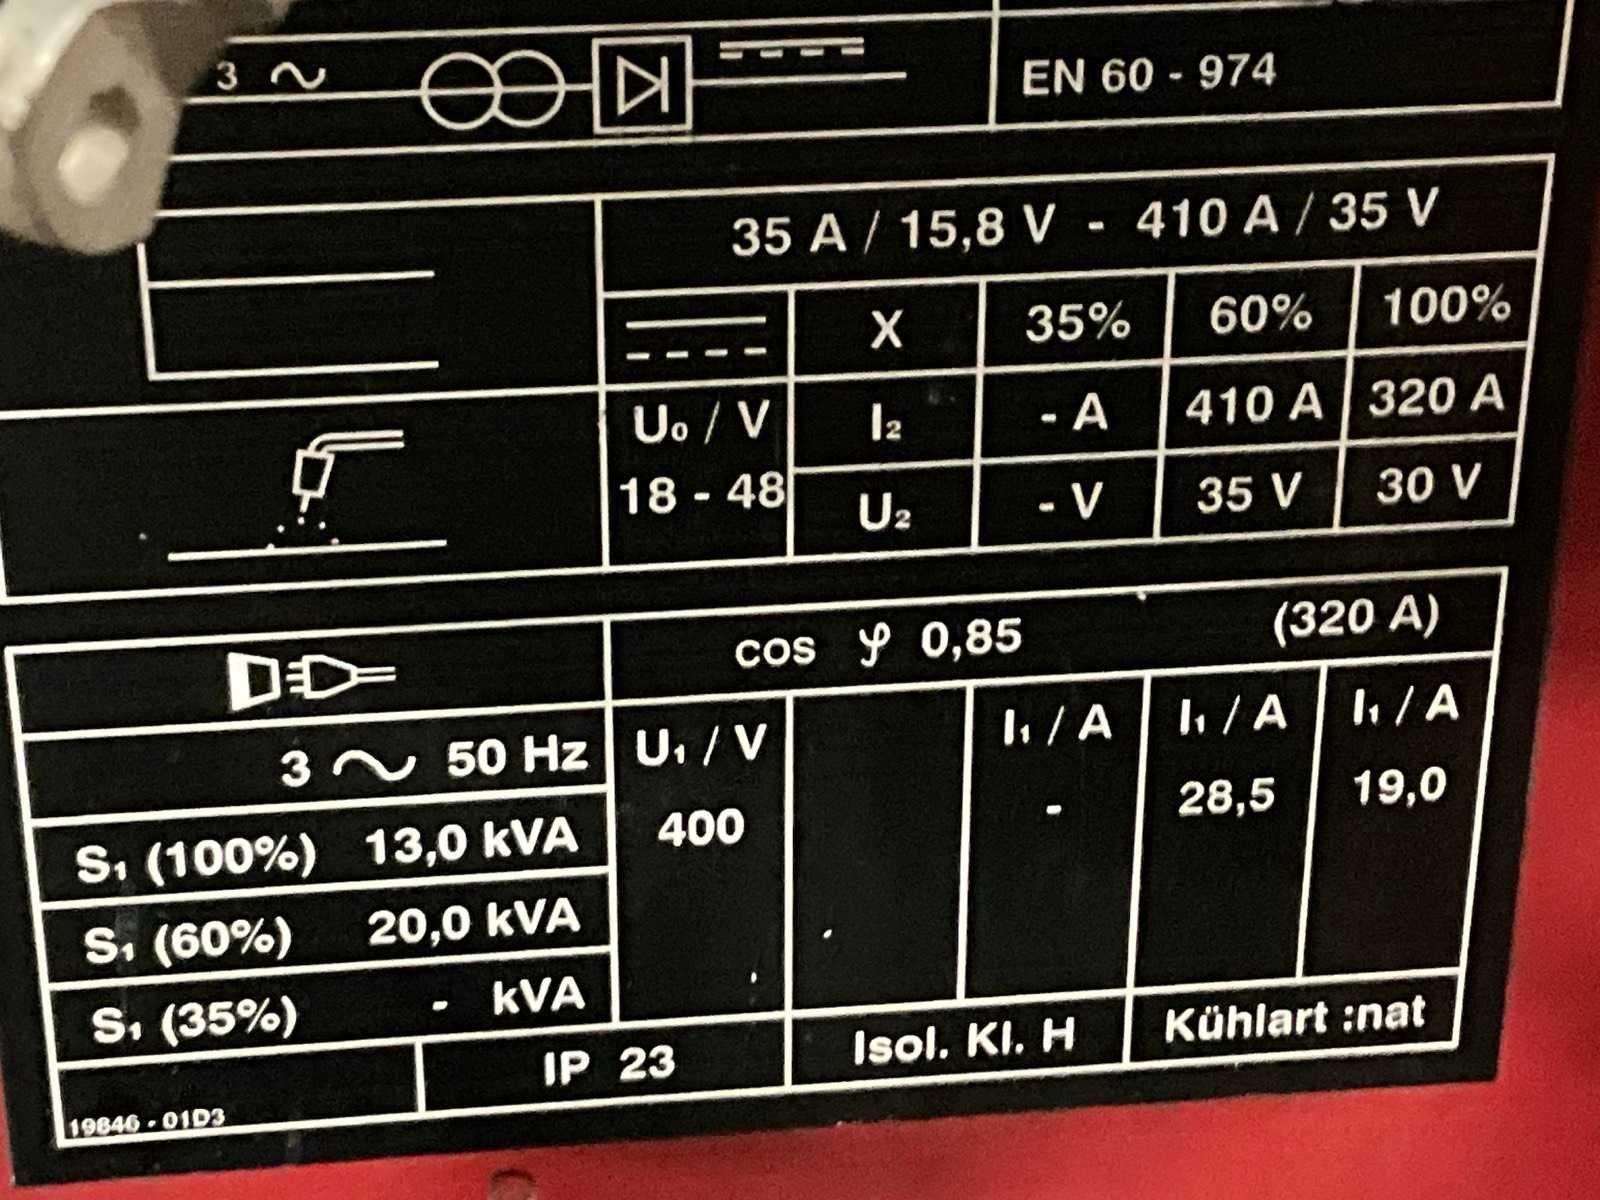 3 ~ EN 60 - 974
35 A / 15,8 V - 410 A / 35 V
X 35% 60% 100%
U₀ / V I₂ - A 410 A 320 A
18 - 48 U₂ - V 35 V 30 V
cos φ 0,85 (320 A)
3 ~ 50 Hz U₁ / V I₁ / A I₁ / A I₁ / A
S₁ (100%) 13,0 kVA 400 - 28,5 19,0
S₁ (60%) 20,0 kVA
S₁ (35%) - kVA
IP 23 Isol. Kl. H Kühlart :nat
19846 - 01D3